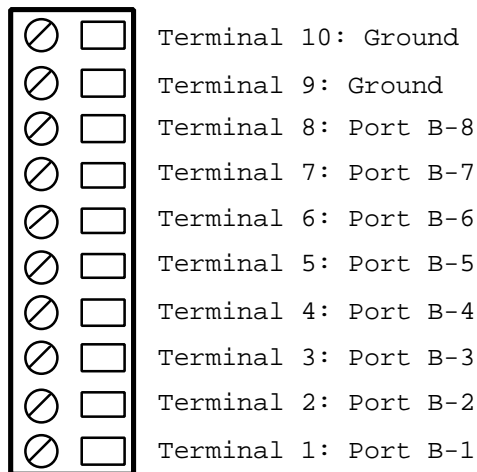 Terminal 10: Ground
Terminal 9: Ground
Terminal 8: Port B-8
Terminal 7: Port B-7
Terminal 6: Port B-6
Terminal 5: Port B-5
Terminal 4: Port B-4
Terminal 3: Port B-3
Terminal 2: Port B-2
Terminal 1: Port B-1